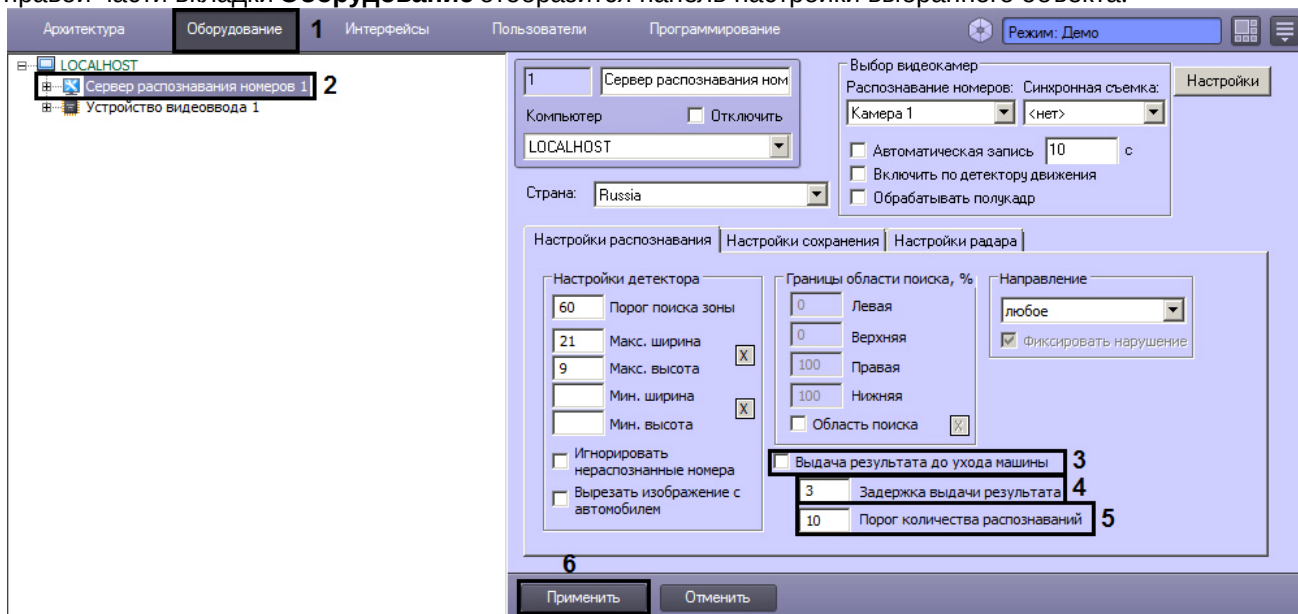 правой части вкладки Оборудование отобразится панель настройки выбранного объекта.
Архитектура Оборудование 1 Интерфейсы Пользователи Программирование Режим: Демо
LOCALHOST
Сервер распознавания номеров 1 2
Устройство видеоввода 1
1 Сервер распознавания ном
Компьютер Отключить
LOCALHOST
Страна: Russia
Выбор видеокамер
Распознавание номеров: Синхронная съемка:
Камера 1 <нет>
Автоматическая запись 10 с
Включить по детектору движения
Обрабатывать полукадр
Настройки
Настройки распознавания Настройки сохранения Настройки радара
Настройки детектора
60 Порог поиска зоны
21 Макс. ширина
9 Макс. высота
X
Мин. ширина
Мин. высота
X
Игнорировать
нераспознанные номера
Вырезать изображение с
автомобилем
Границы области поиска, %
0 Левая
0 Верхняя
100 Правая
100 Нижняя
Область поиска X
Направление
любое
Фиксировать нарушение
Выдача результата до ухода машины 3
3 Задержка выдачи результата 4
10 Порог количества распознаваний 5
6
Применить Отменить